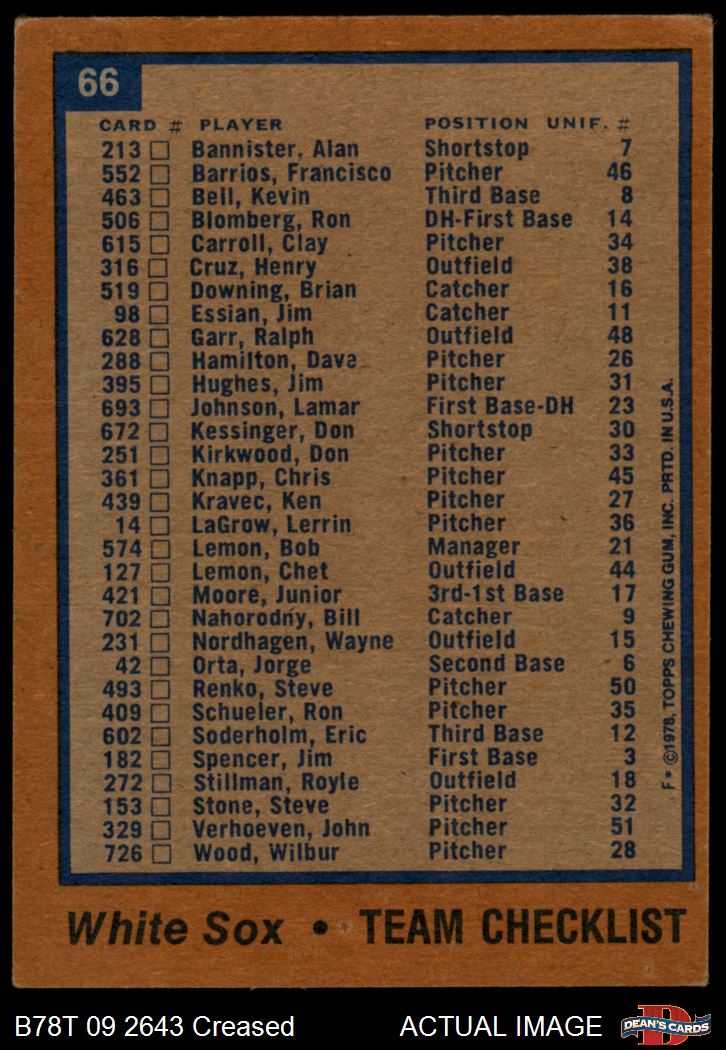 66
CARD # PLAYER POSITION UNIF. #
213 Bannister, Alan Shortstop 7
552 Barrios, Francisco Pitcher 46
463 Bell, Kevin Third Base 8
506 Blomberg, Ron DH-First Base 14
615 Carroll, Clay Pitcher 34
316 Cruz, Henry Outfield 38
519 Downing, Brian Catcher 16
98 Essian, Jim Catcher 11
628 Garr, Ralph Outfield 48
288 Hamilton, Dave Pitcher 26
395 Hughes, Jim Pitcher 31
693 Johnson, Lamar First Base-DH 23
672 Kessinger, Don Shortstop 30
251 Kirkwood, Don Pitcher 33
361 Knapp, Chris Pitcher 45
439 Kravec, Ken Pitcher 27
14 LaGrow, Lerrin Pitcher 36
574 Lemon, Bob Manager 21
127 Lemon, Chet Outfield 44
421 Moore, Junior 3rd-1st Base 17
702 Nahorodny, Bill Catcher 9
231 Nordhagen, Wayne Outfield 15
42 Orta, Jorge Second Base 6
493 Renko, Steve Pitcher 50
409 Schueler, Ron Pitcher 35
602 Soderholm, Eric Third Base 12
182 Spencer, Jim First Base 3
272 Stillman, Royle Outfield 18
153 Stone, Steve Pitcher 32
329 Verhoeven, John Pitcher 51
726 Wood, Wilbur Pitcher 28
F* ©1978, TOPPS CHEWING GUM, INC. PRTD. IN U.S.A.
White Sox • TEAM CHECKLIST
B78T 09 2643 Creased ACTUAL IMAGE
D
DEAN'S CARDS